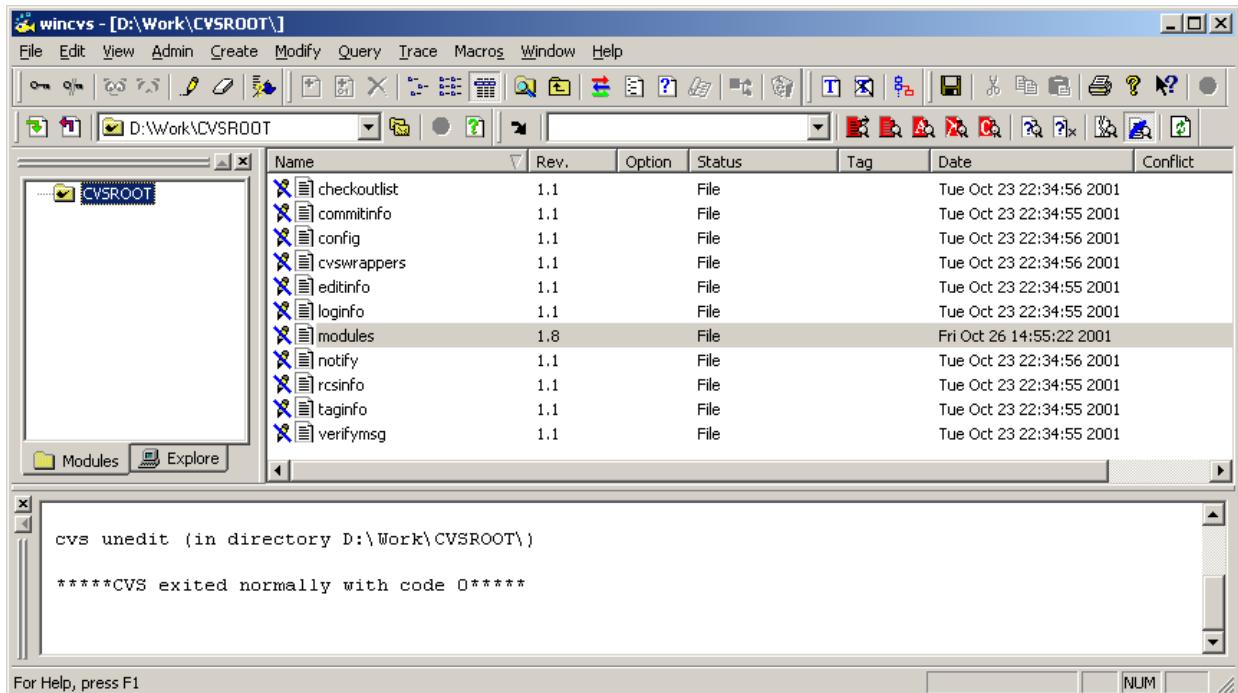 wincvs - [D:\Work\CVSROOT\]
File Edit View Admin Create Modify Query Trace Macros Window Help
D:\Work\CVSROOT
CVSROOT
Modules Explore
Name Rev. Option Status Tag Date Conflict
checkoutlist 1.1 File Tue Oct 23 22:34:56 2001
commitinfo 1.1 File Tue Oct 23 22:34:55 2001
config 1.1 File Tue Oct 23 22:34:56 2001
cvswrappers 1.1 File Tue Oct 23 22:34:56 2001
editinfo 1.1 File Tue Oct 23 22:34:55 2001
loginfo 1.1 File Tue Oct 23 22:34:55 2001
modules 1.8 File Fri Oct 26 14:55:22 2001
notify 1.1 File Tue Oct 23 22:34:56 2001
rcsinfo 1.1 File Tue Oct 23 22:34:55 2001
taginfo 1.1 File Tue Oct 23 22:34:55 2001
verifymsg 1.1 File Tue Oct 23 22:34:55 2001
cvs unedit (in directory D:\Work\CVSROOT\)
*****CVS exited normally with code 0*****
For Help, press F1
NUM